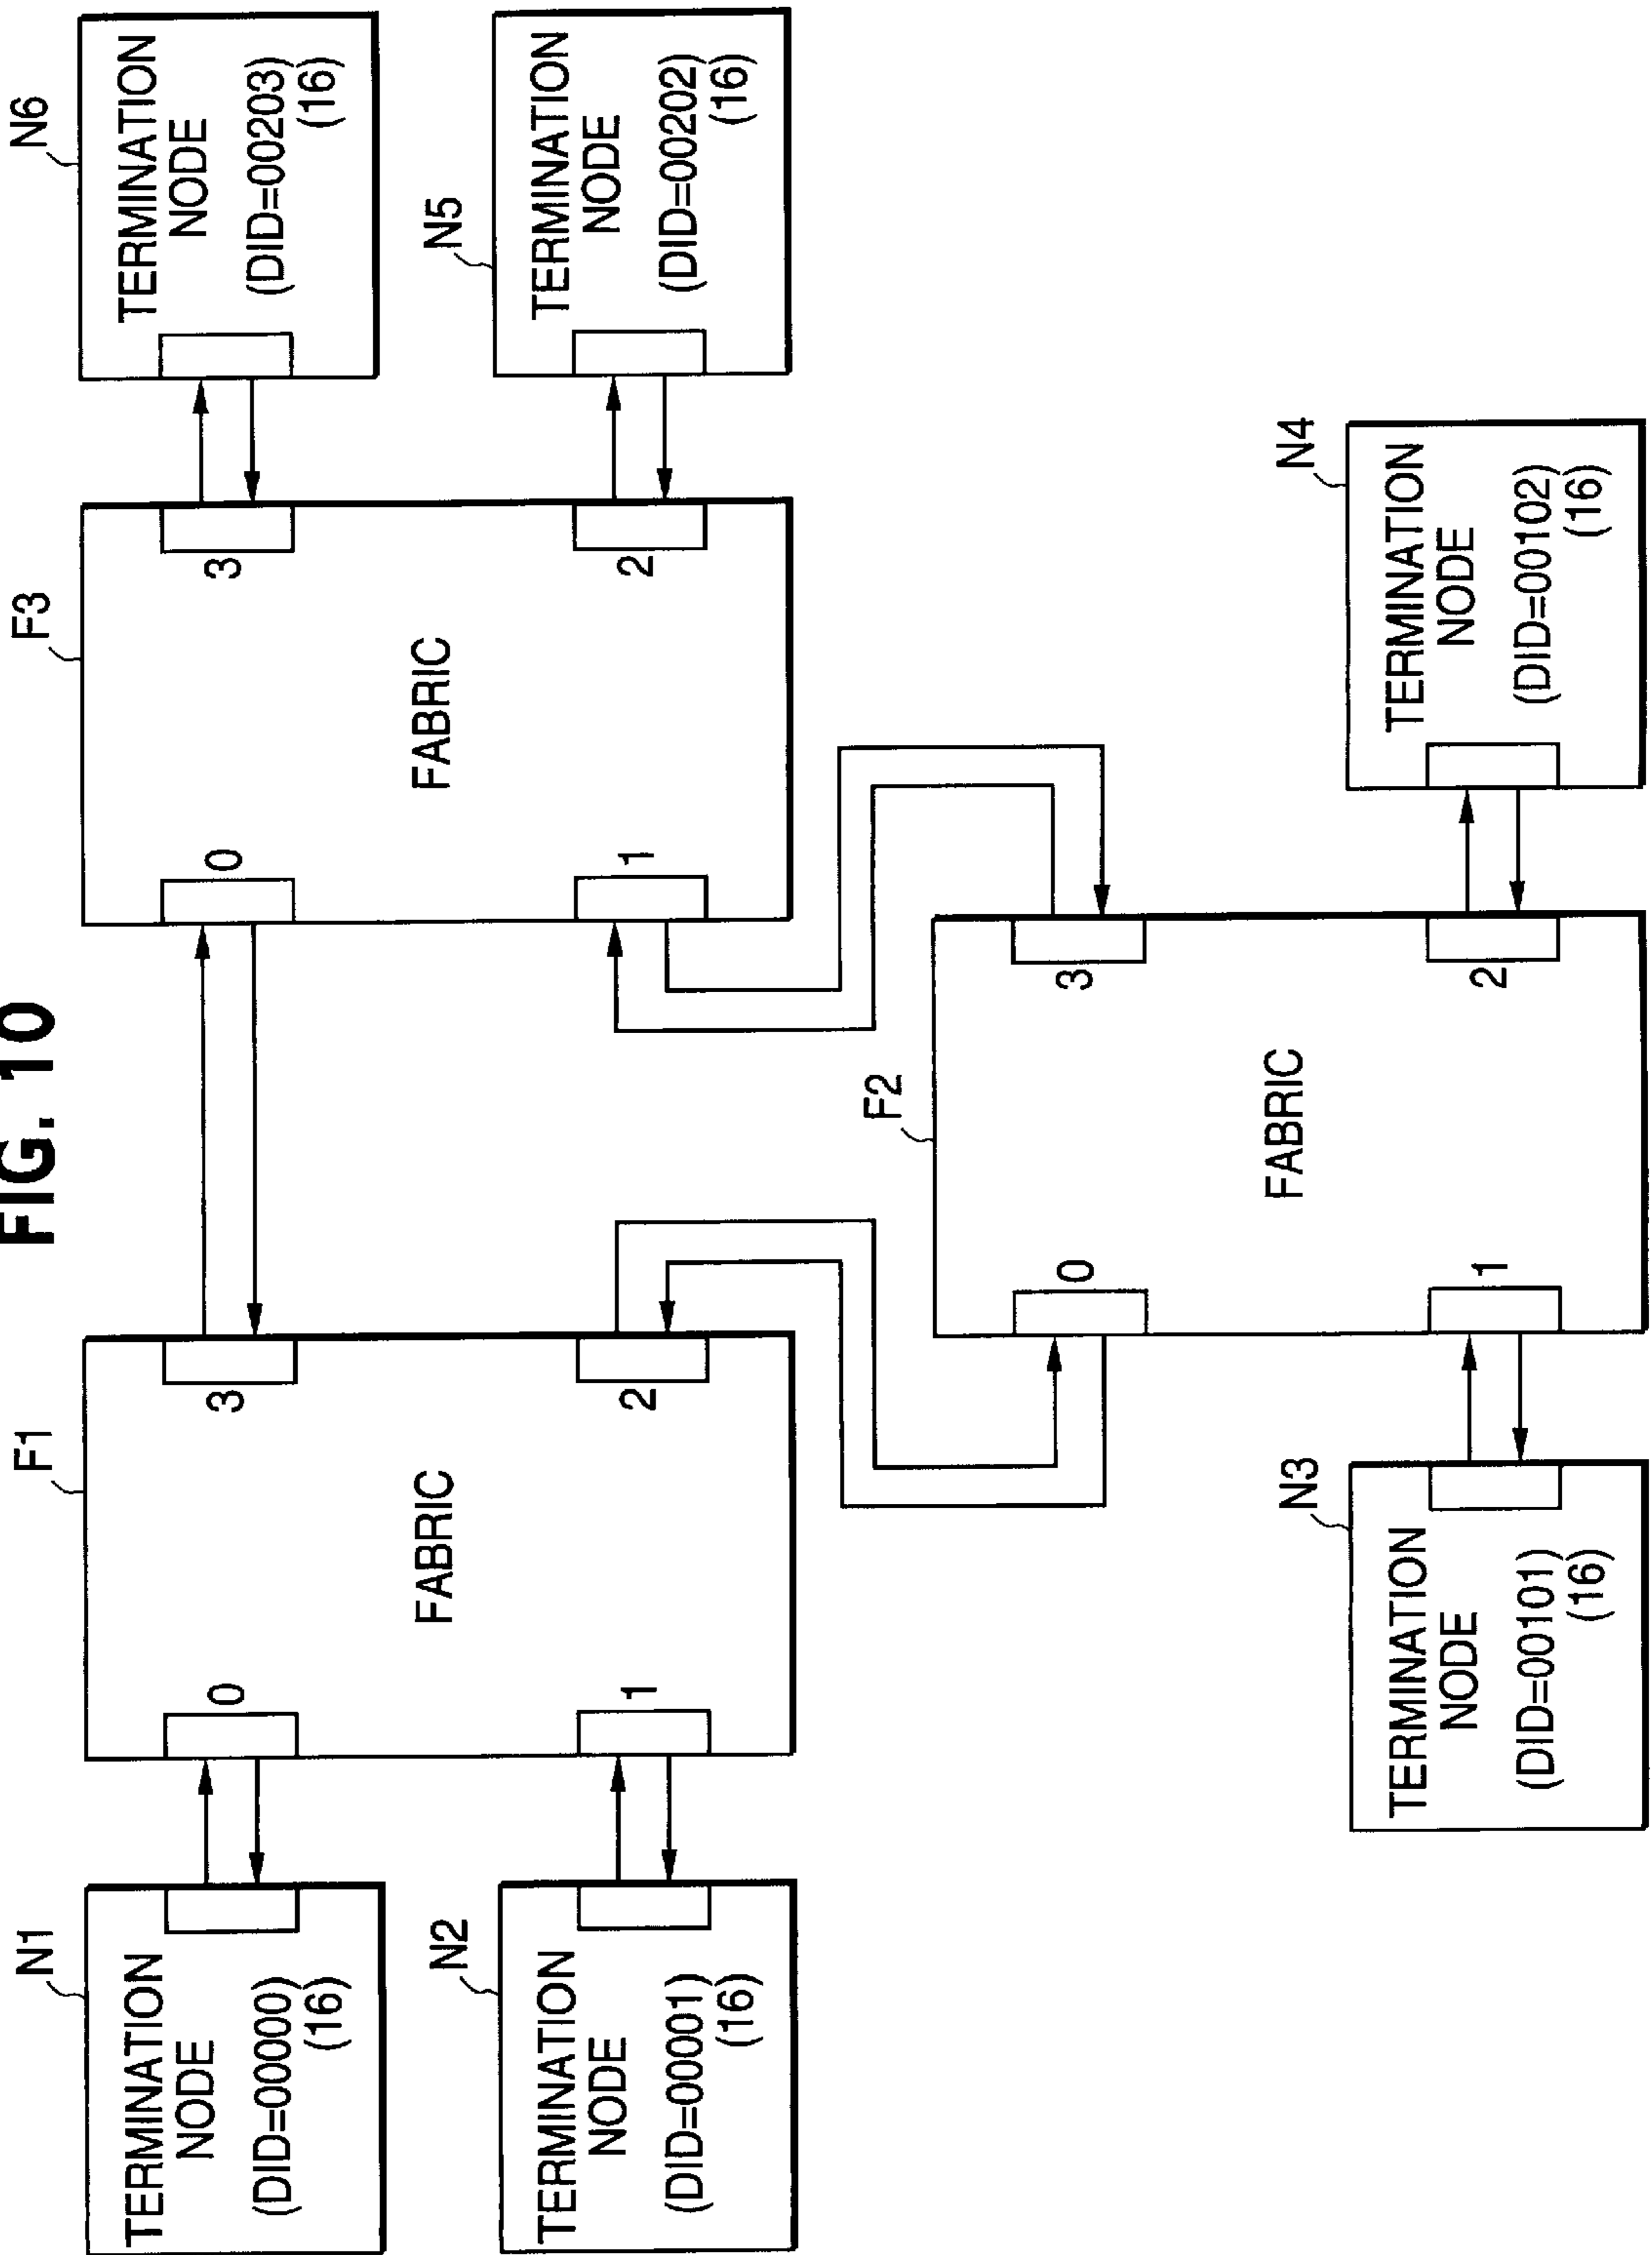 FIG. 10
N1
TERMINATION
NODE
(DID=00000)
(16)
N2
TERMINATION
NODE
(DID=00001)
(16)
F1
0
1
FABRIC
3
2
F3
0
1
FABRIC
3
2
N6
TERMINATION
NODE
(DID=00203)
(16)
N5
TERMINATION
NODE
(DID=00202)
(16)
N3
TERMINATION
NODE
(DID=00101)
(16)
F2
0
1
FABRIC
3
2
N4
TERMINATION
NODE
(DID=00102)
(16)